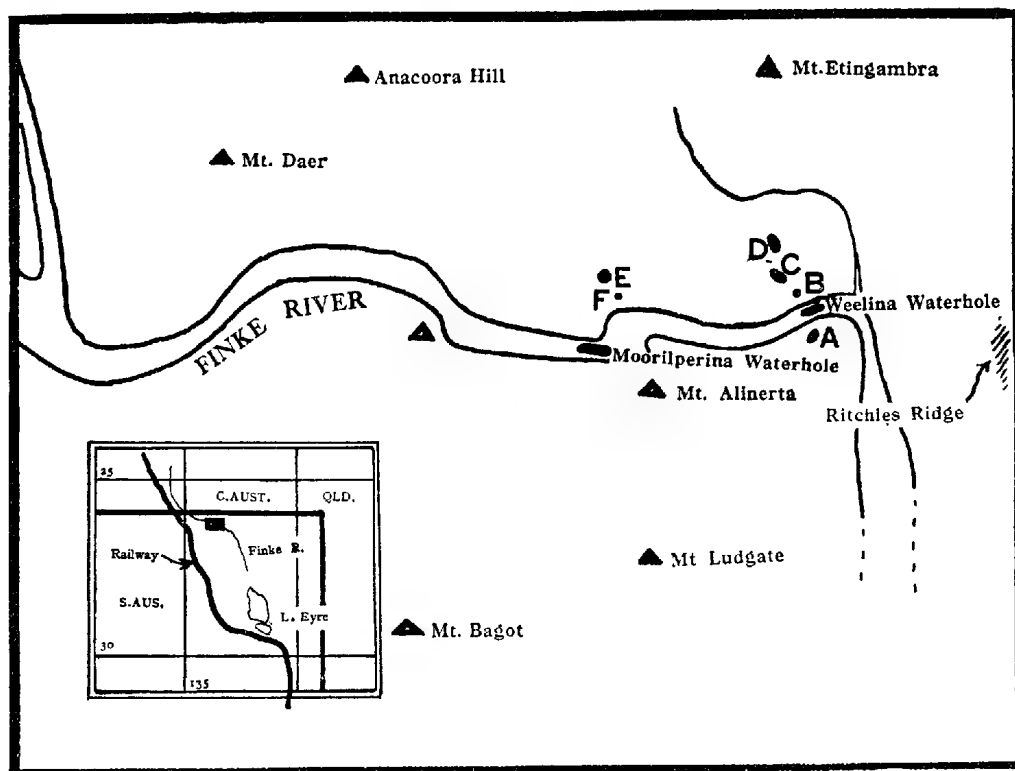 Anacoora Hill
Mt.Etingambra
Mt. Daer
D
C
E
B
F
Weelina Waterhole
FINKE RIVER
A
Moorilperina Waterhole
Mt. Alinerta
Ritchles Ridge
25
C.AUST.
QLD.
Railway
Finke R.
Mt Ludgate
S.AUS.
L. Eyre
Mt. Bagot
30
135